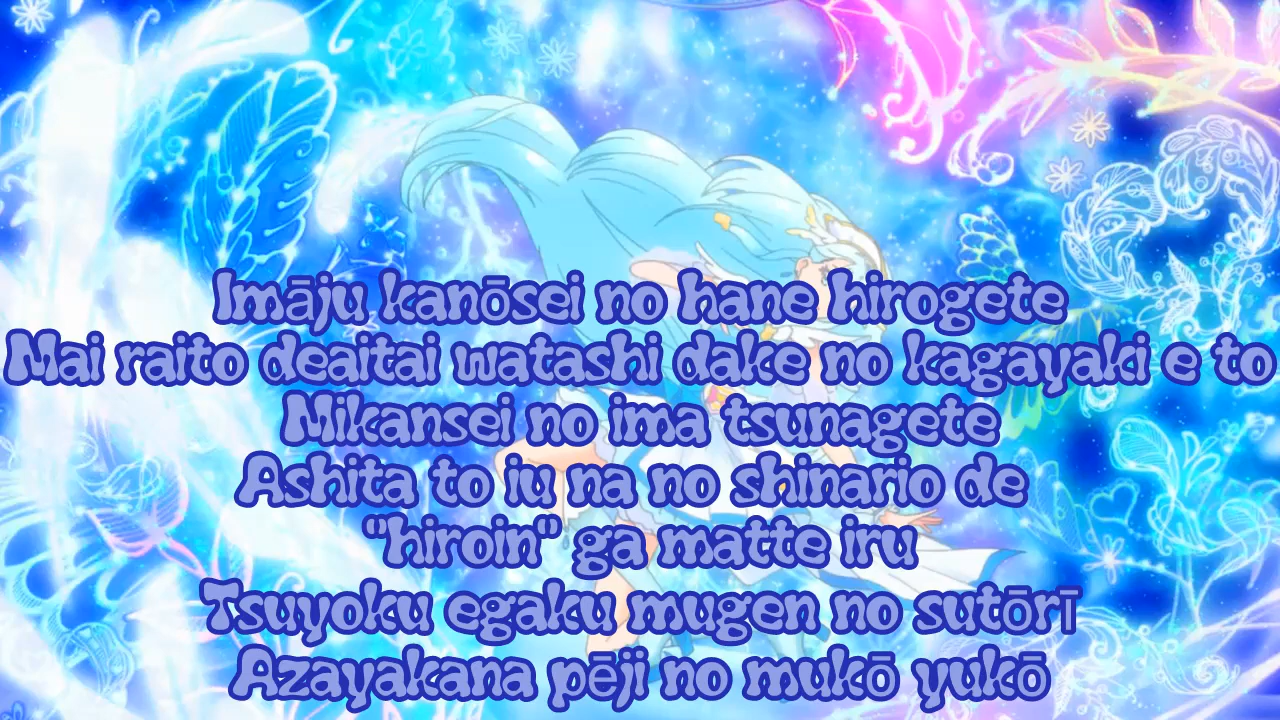 Imāju kanōsei no hane hirogete
Mai raito deaitai watashi dake no kagayaki e to
Mikansei no ima tsunagete
Ashita to iu na no shinario de
"hiroin" ga matte iru
Tsuyoku egaku mugen no sutōrī
Azayakana pēji no mukō yukō